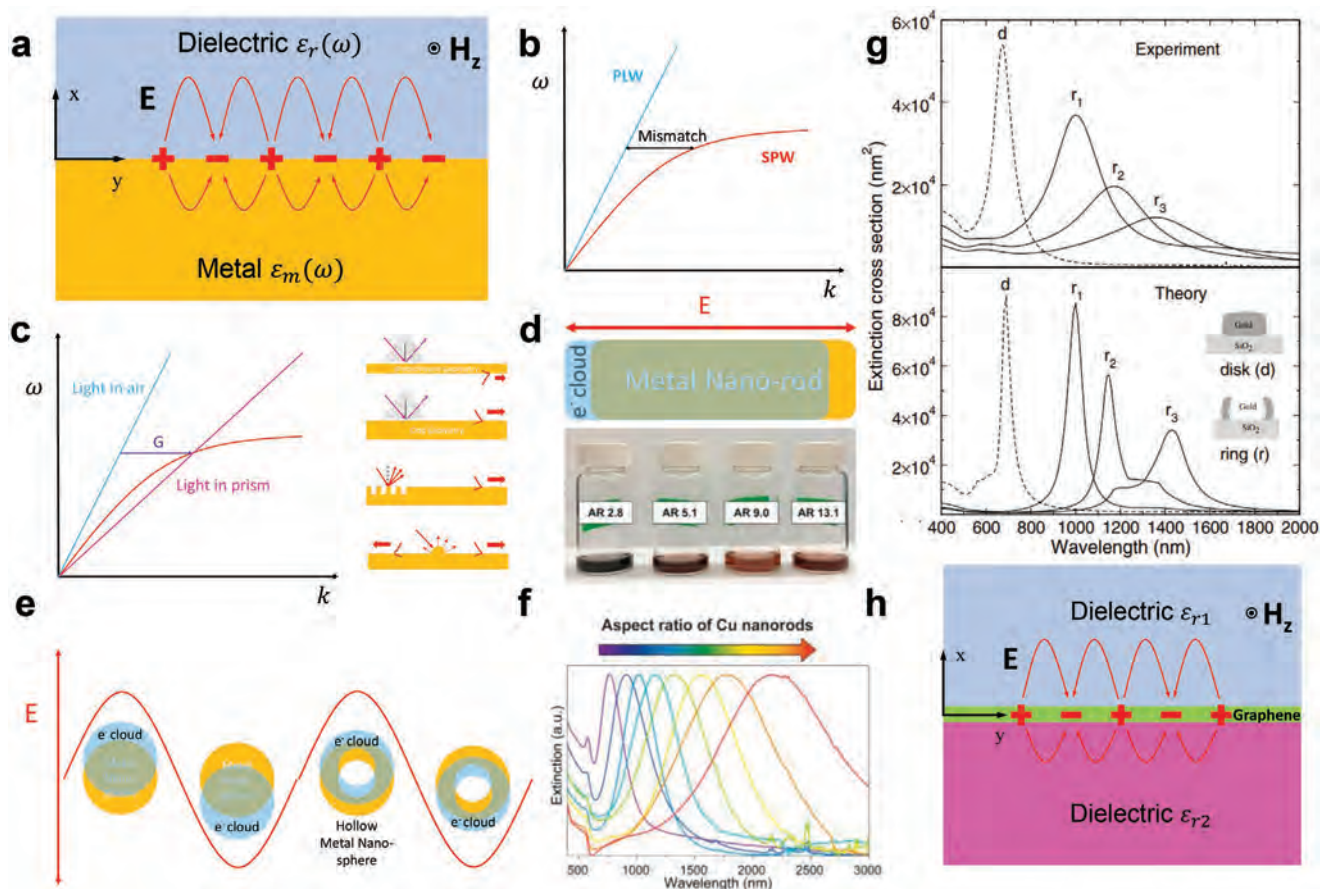 a
Dielectric εr(ω)
Hz
x
E
y
Metal εm(ω)
b
ω
PLW
Mismatch
SPW
k
c
ω
Light in air
G
Light in prism
k
d
E
e- cloud
Metal Nano-rod
AR 2.8
AR 5.1
AR 9.0
AR 13.1
e
E
e- cloud
e- cloud
e- cloud
Hollow
Metal Nano-
sphere
e- cloud
f
Aspect ratio of Cu nanorods
Extinction (a.u.)
500 1000 1500 2000 2500 3000
Wavelength (nm)
g
Extinction cross section (nm²)
6×10⁴
4×10⁴
2×10⁴
d
Experiment
r₁
r₂
r₃
8×10⁴
6×10⁴
4×10⁴
2×10⁴
d
r₁
Theory
r₂
r₃
Gold
SiO₂
disk (d)
Gold
SiO₂
ring (r)
400 600 800 1000 1200 1400 1600 1800 2000
Wavelength (nm)
h
Dielectric εr1
Hz
x
E
Graphene
y
Dielectric εr2